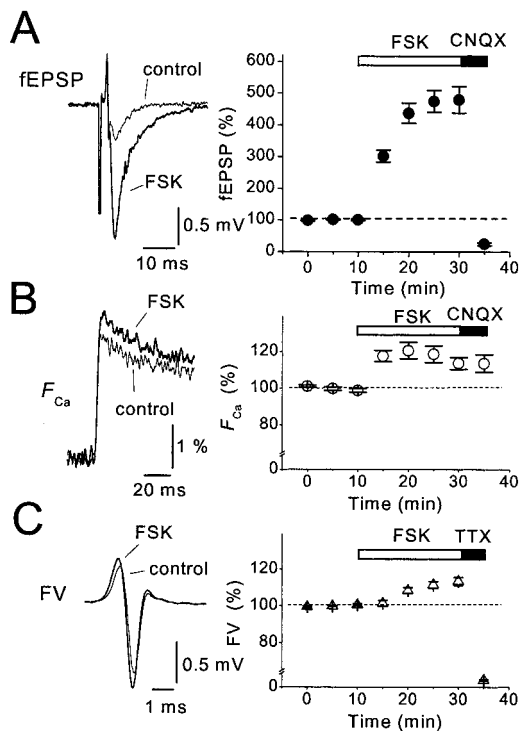 A
fEPSP
control
FSK
0.5 mV
10 ms
FSK CNQX
fEPSP (%)
600
500
400
300
200
100
0
0 10 20 30 40
Time (min)
B
FSK
F Ca
control
1 %
20 ms
FSK CNQX
F Ca (%)
120
100
80
0
0 10 20 30 40
Time (min)
C
FSK
control
FV
0.5 mV
1 ms
FSK TTX
FV (%)
120
100
80
0
0 10 20 30 40
Time (min)